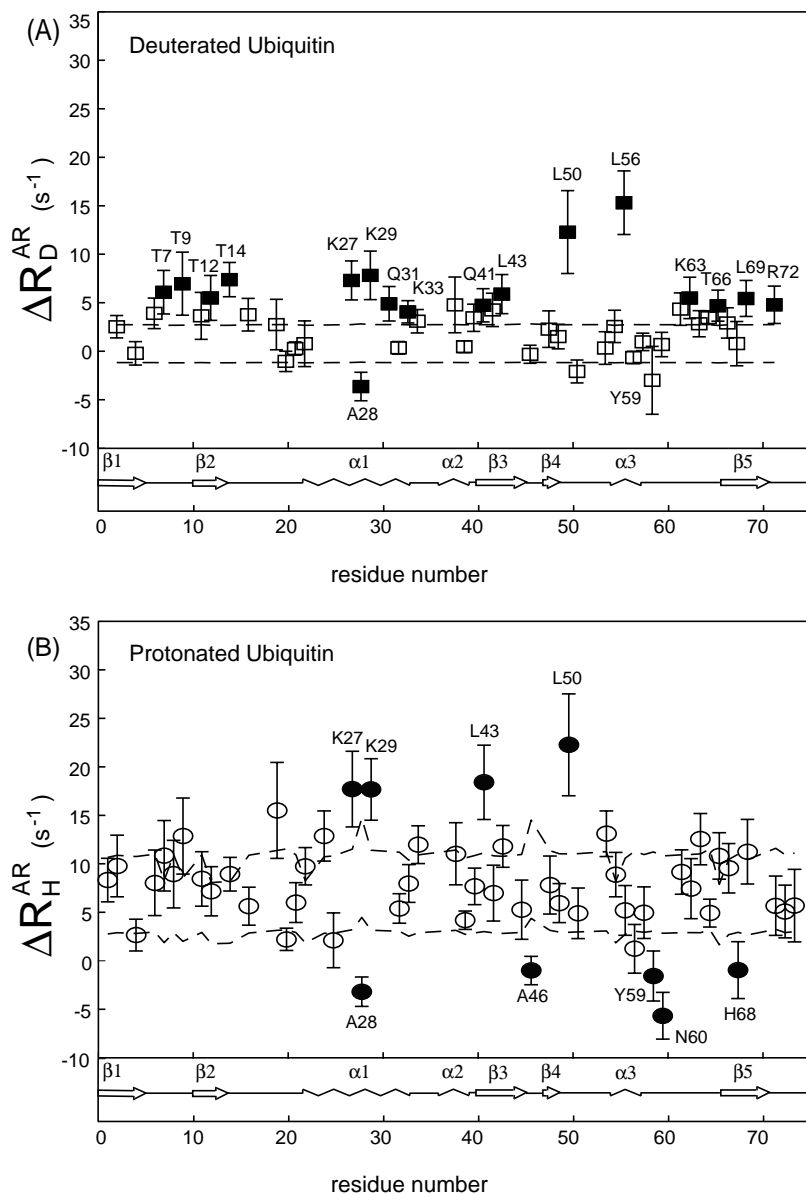 (A)
Deuterated Ubiquitin
ΔR_D^AR (s⁻¹)
35
30
25
20
15
10
5
0
-5
-10
T7
T9
T12
T14
K27
K29
A28
Q31
K33
Q41
L43
L50
L56
Y59
K63
T66
L69
R72
β1 β2 α1 α2 β3 β4 α3 β5
0 10 20 30 40 50 60 70
residue number
(B)
Protonated Ubiquitin
ΔR_H^AR (s⁻¹)
35
30
25
20
15
10
5
0
-5
-10
K27
K29
A28
L43
A46
L50
Y59
N60
H68
β1 β2 α1 α2 β3 β4 α3 β5
0 10 20 30 40 50 60 70
residue number